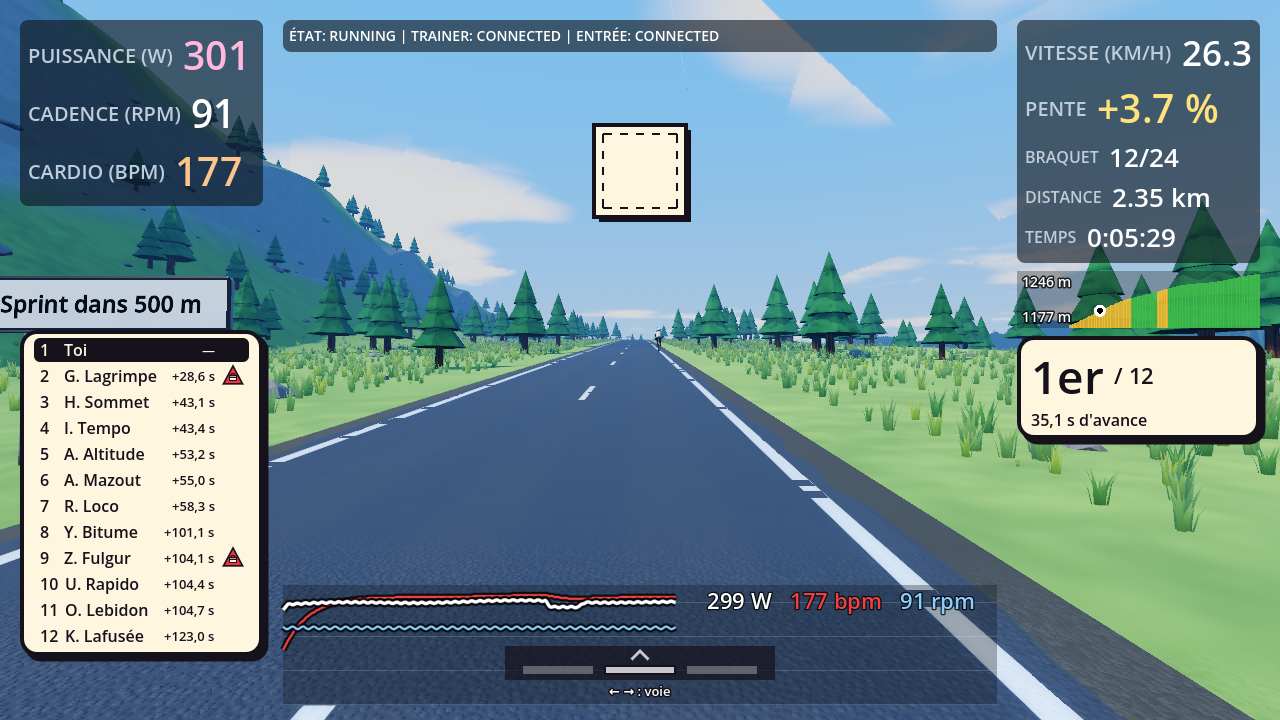 PUISSANCE (W) 301
CADENCE (RPM) 91
CARDIO (BPM) 177
ÉTAT: RUNNING | TRAINER: CONNECTED | ENTRÉE: CONNECTED
VITESSE (KM/H) 26.3
PENTE +3.7 %
BRAQUET 12/24
DISTANCE 2.35 km
TEMPS 0:05:29
1246 m
1177 m
1er / 12
35,1 s d'avance
Sprint dans 500 m
1 Toi —
2 G. Lagrimpe +28,6 s
3 H. Sommet +43,1 s
4 I. Tempo +43,4 s
5 A. Altitude +53,2 s
6 A. Mazout +55,0 s
7 R. Loco +58,3 s
8 Y. Bitume +101,1 s
9 Z. Fulgur +104,1 s
10 U. Rapido +104,4 s
11 O. Lebidon +104,7 s
12 K. Lafusée +123,0 s
299 W 177 bpm 91 rpm
← → : voie